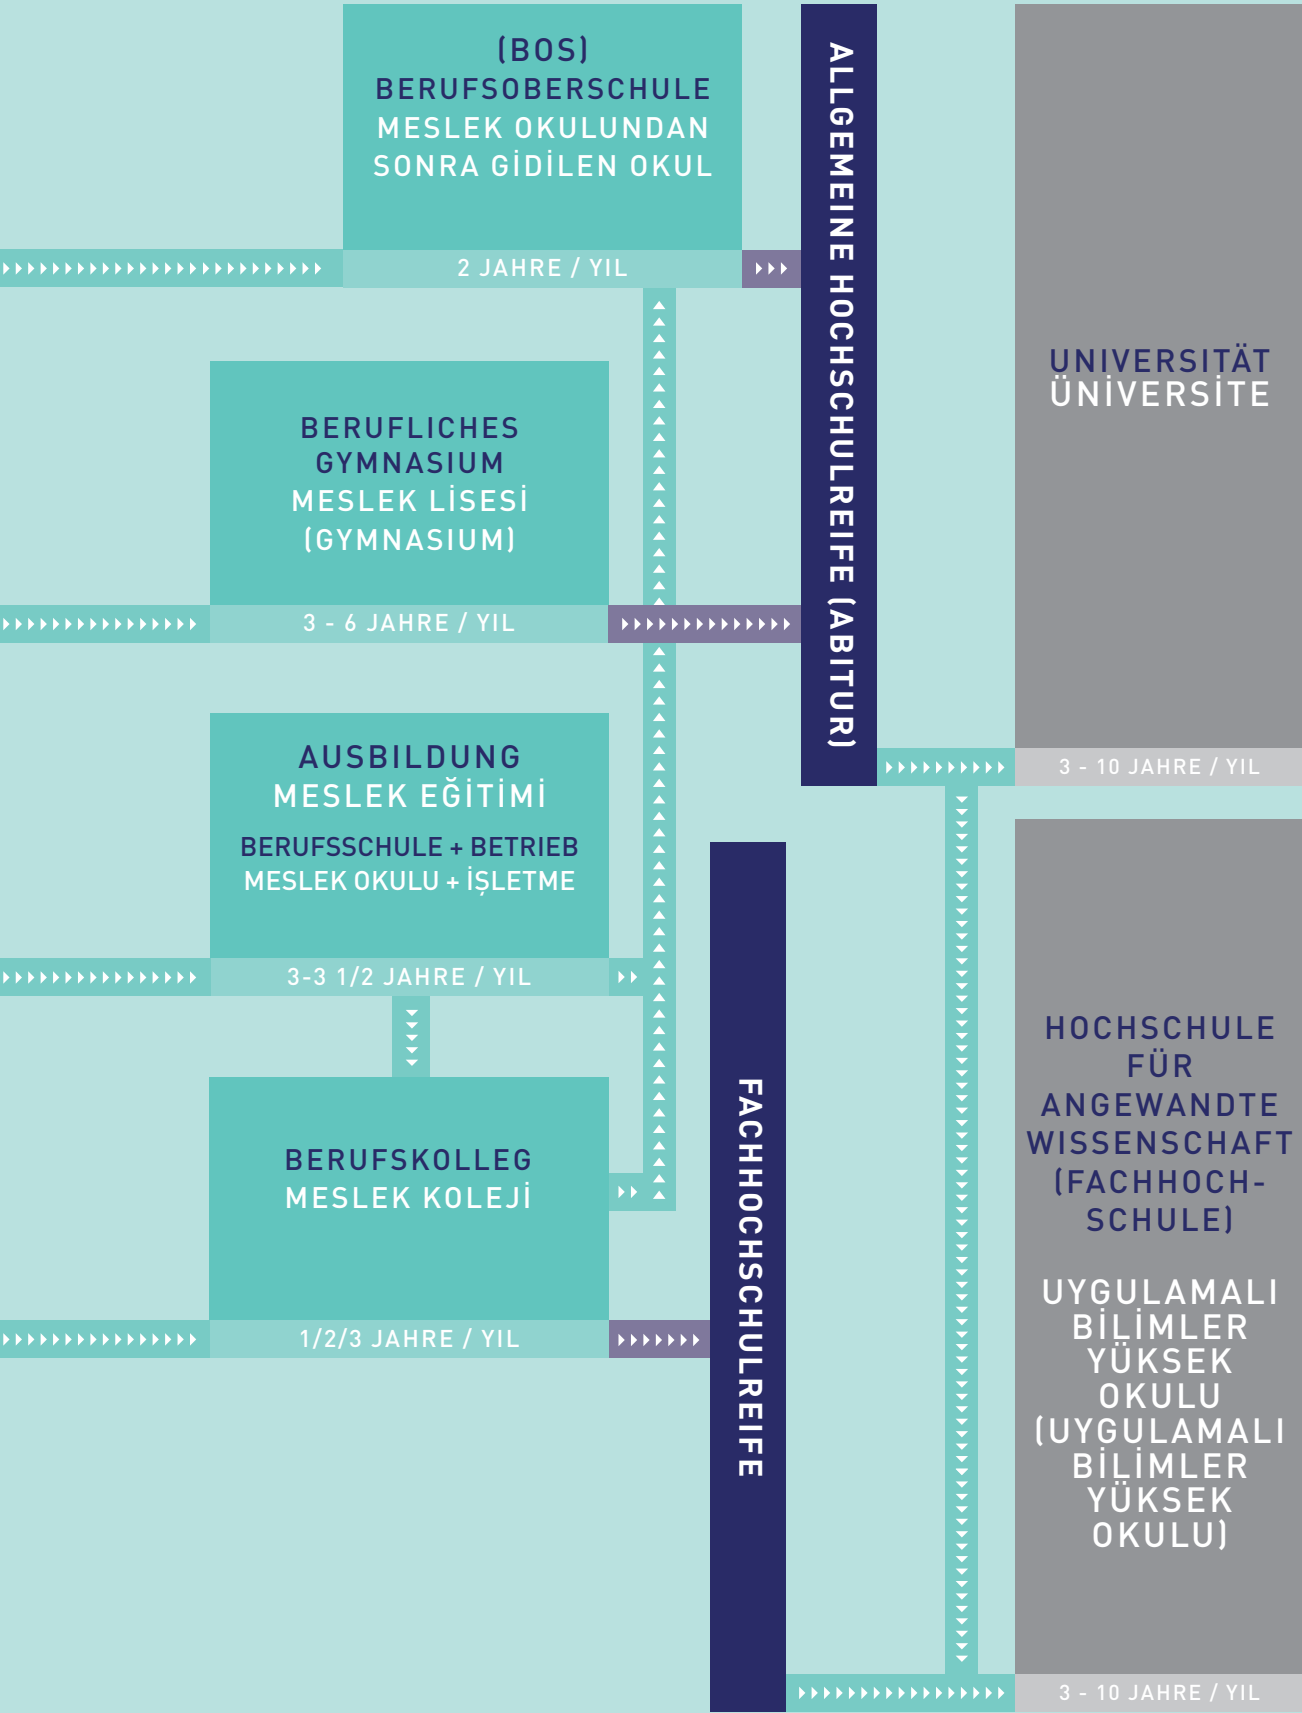 (BOS)
BERUFSOBERSCHULE
MESLEK OKULUNDAN
SONRA GİDİLEN OKUL
2 JAHRE / YIL
BERUFLICHES
GYMNASIUM
MESLEK LİSESİ
(GYMNASIUM)
3 - 6 JAHRE / YIL
AUSBILDUNG
MESLEK EĞİTİMİ
BERUFSSCHULE + BETRIEB
MESLEK OKULU + İŞLETME
3-3 1/2 JAHRE / YIL
BERUFSKOLLEG
MESLEK KOLEJİ
1/2/3 JAHRE / YIL
ALLGEMEINE HOCHSCHULREIFE (ABITUR)
FACHHOCHSCHULREIFE
UNIVERSITÄT
ÜNİVERSİTE
3 - 10 JAHRE / YIL
HOCHSCHULE
FÜR
ANGEWANDTE
WISSENSCHAFT
(FACHHOCH-
SCHULE)
UYGULAMALI
BİLİMLER
YÜKSEK
OKULU
(UYGULAMALI
BİLİMLER
YÜKSEK
OKULU)
3 - 10 JAHRE / YIL